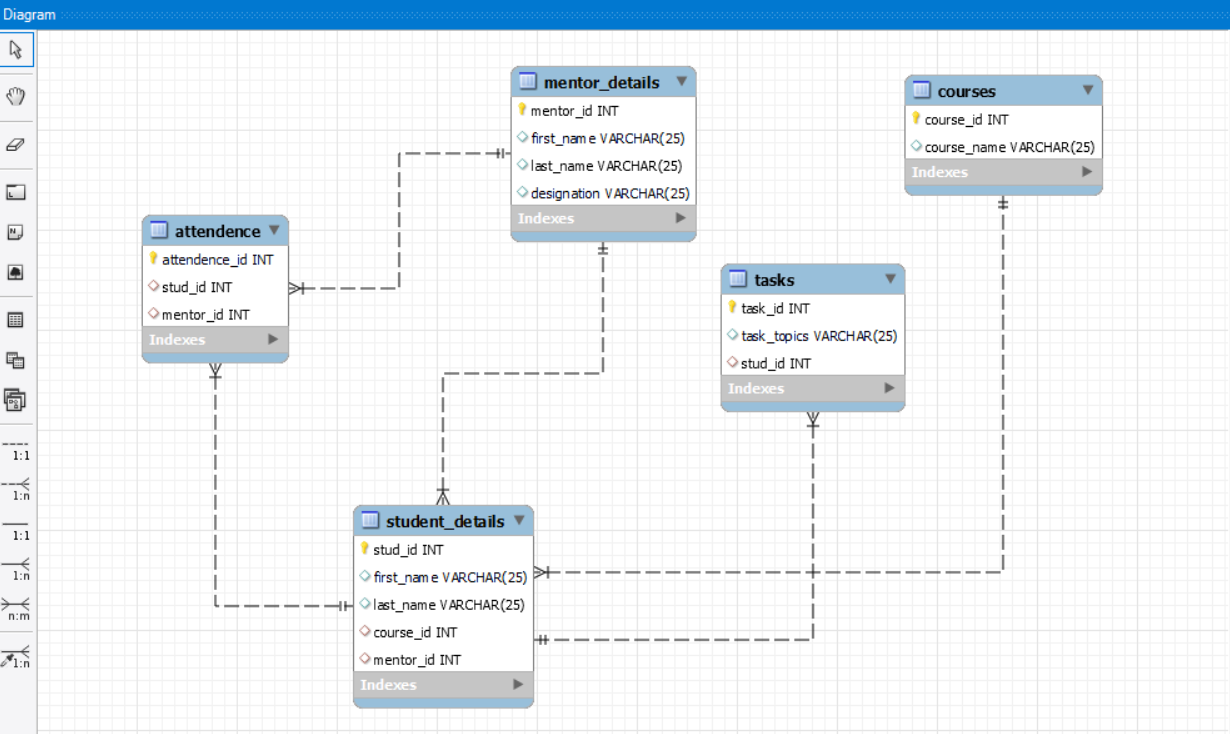 Diagram
mentor_details
mentor_id INT
first_name VARCHAR(25)
last_name VARCHAR(25)
designation VARCHAR(25)
Indexes
courses
course_id INT
course_name VARCHAR(25)
Indexes
attendence
attendence_id INT
stud_id INT
mentor_id INT
Indexes
tasks
task_id INT
task_topics VARCHAR(25)
stud_id INT
Indexes
student_details
stud_id INT
first_name VARCHAR(25)
last_name VARCHAR(25)
course_id INT
mentor_id INT
Indexes
1:1
1:n
1:1
1:n
n:m
1:n